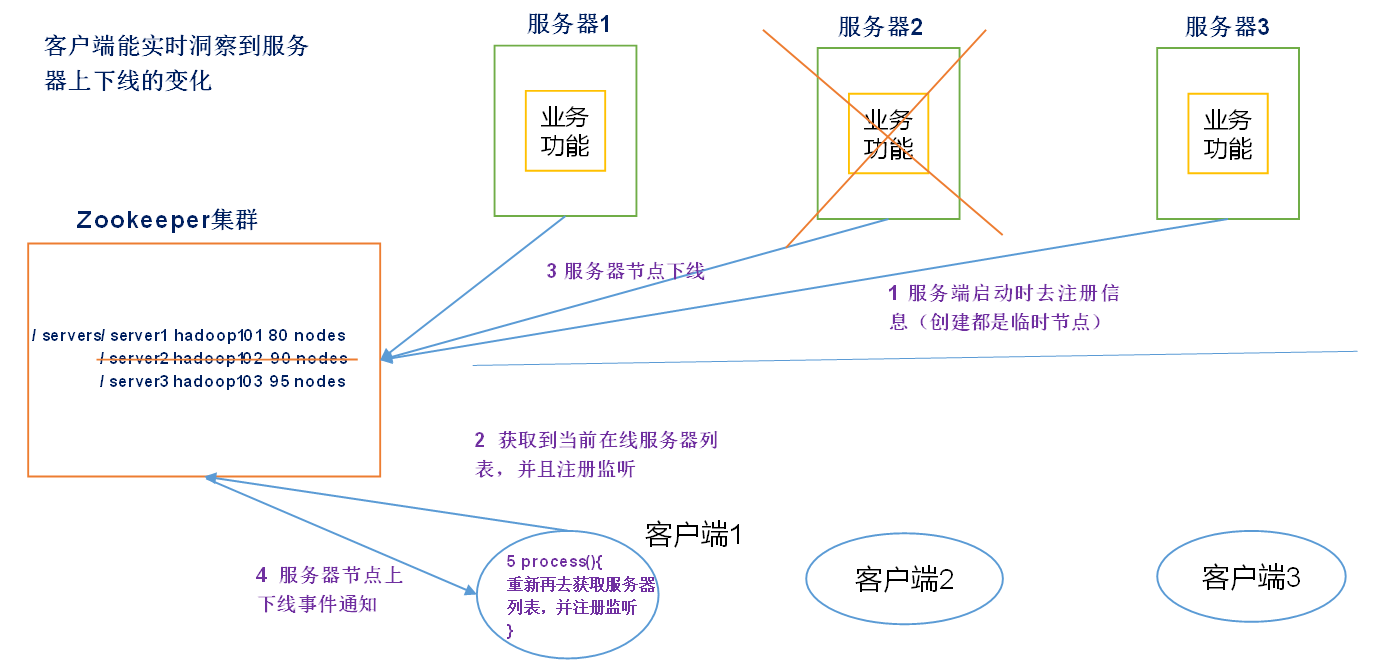 客户端能实时洞察到服务
器上下线的变化
服务器1
服务器2
服务器3
业务
功能
业务
功能
业务
功能
Zookeeper集群
/ servers/ server1 hadoop101 80 nodes
/ server2 hadoop102 90 nodes
/ server3 hadoop103 95 nodes
3 服务器节点下线
1 服务端启动时去注册信
息（创建都是临时节点）
2 获取到当前在线服务器列
表，并且注册监听
4 服务器节点上
下线事件通知
客户端1
5 process(){
重新再去获取服务器
列表，并注册监听
}
客户端2
客户端3